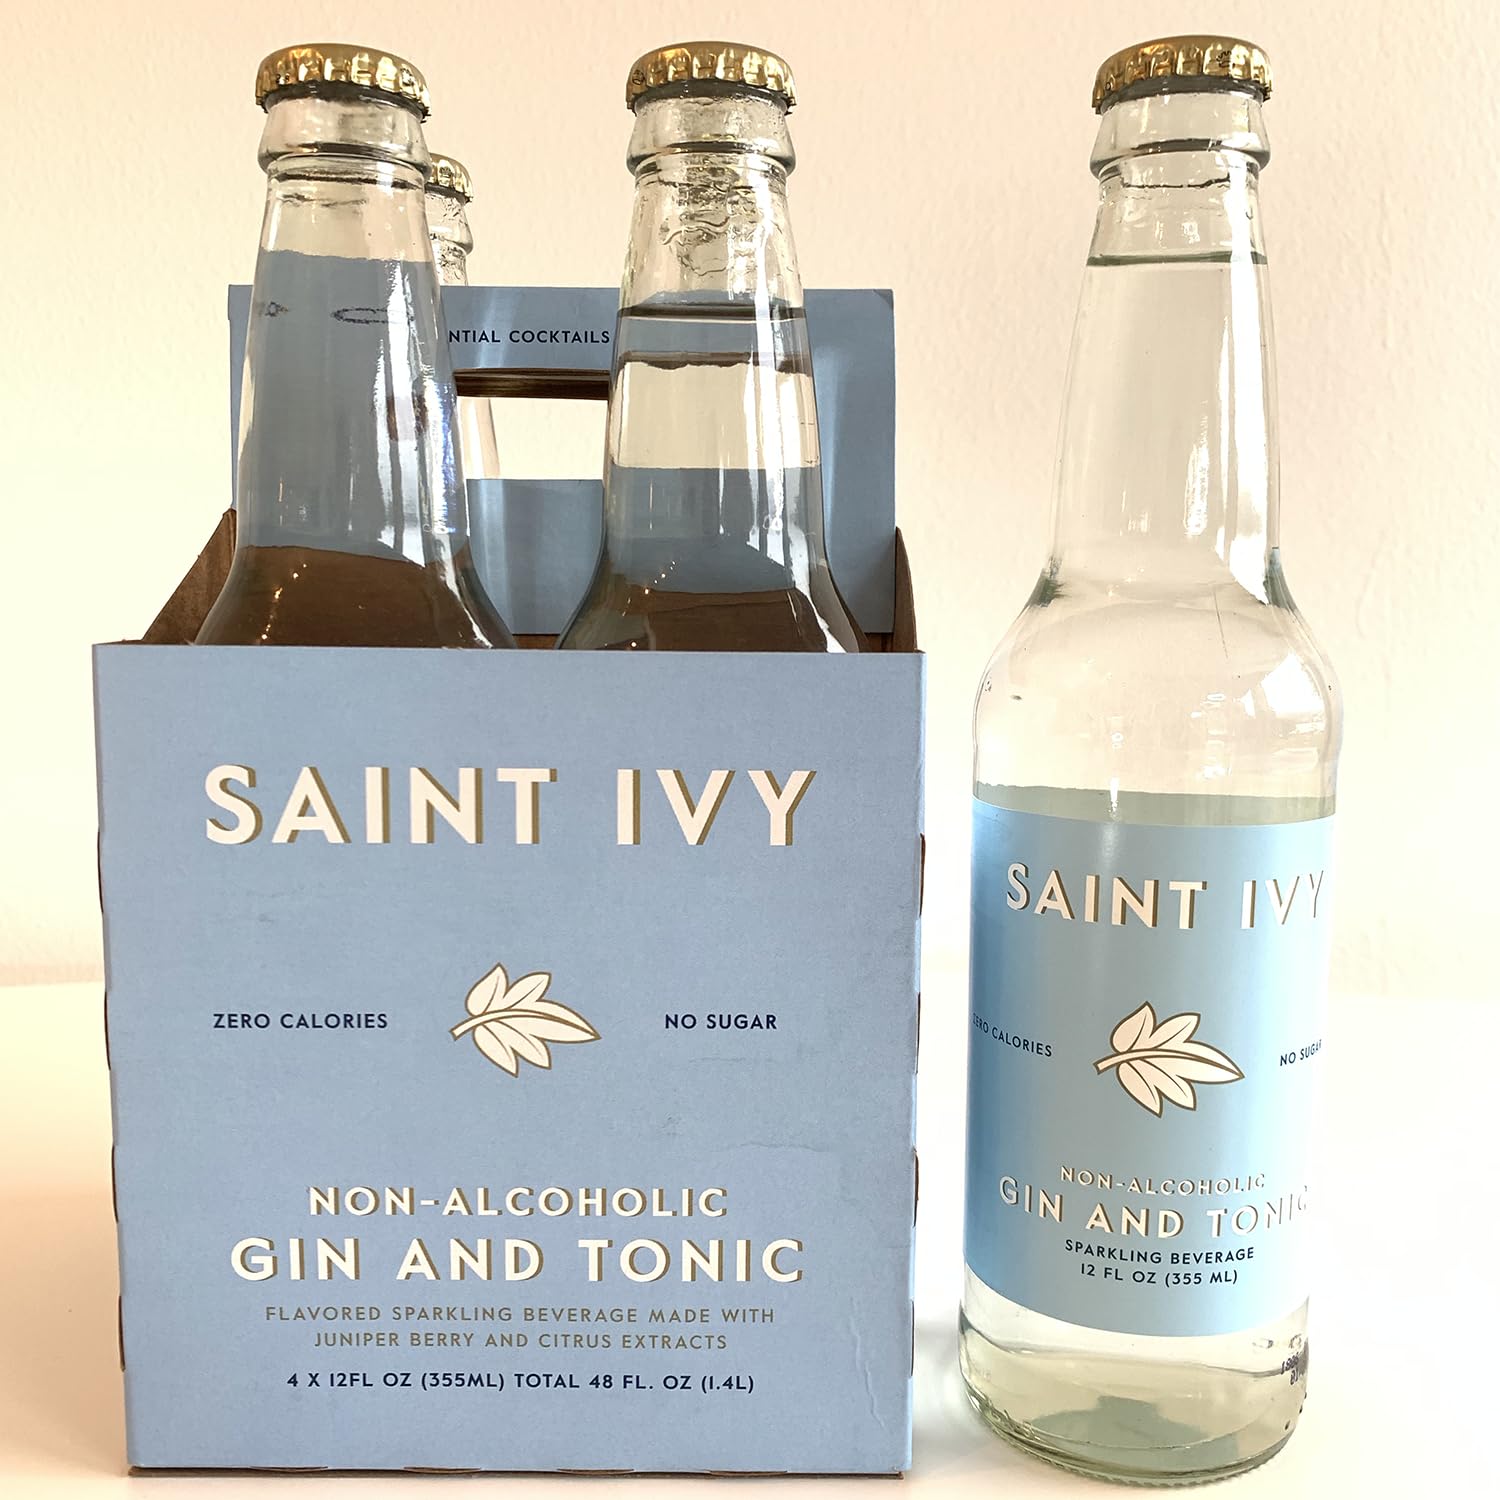 NTIAL COCKTAILS
SAINT IVY
ZERO CALORIES
NO SUGAR
NON-ALCOHOLIC
GIN AND TONIC
FLAVORED SPARKLING BEVERAGE MADE WITH
JUNIPER BERRY AND CITRUS EXTRACTS
4 X 12FL OZ (355ML) TOTAL 48 FL. OZ (1.4L)
SAINT IVY
ZERO CALORIES
NO SUGAR
NON-ALCOHOLIC
GIN AND TONIC
SPARKLING BEVERAGE
12 FL OZ (355 ML)